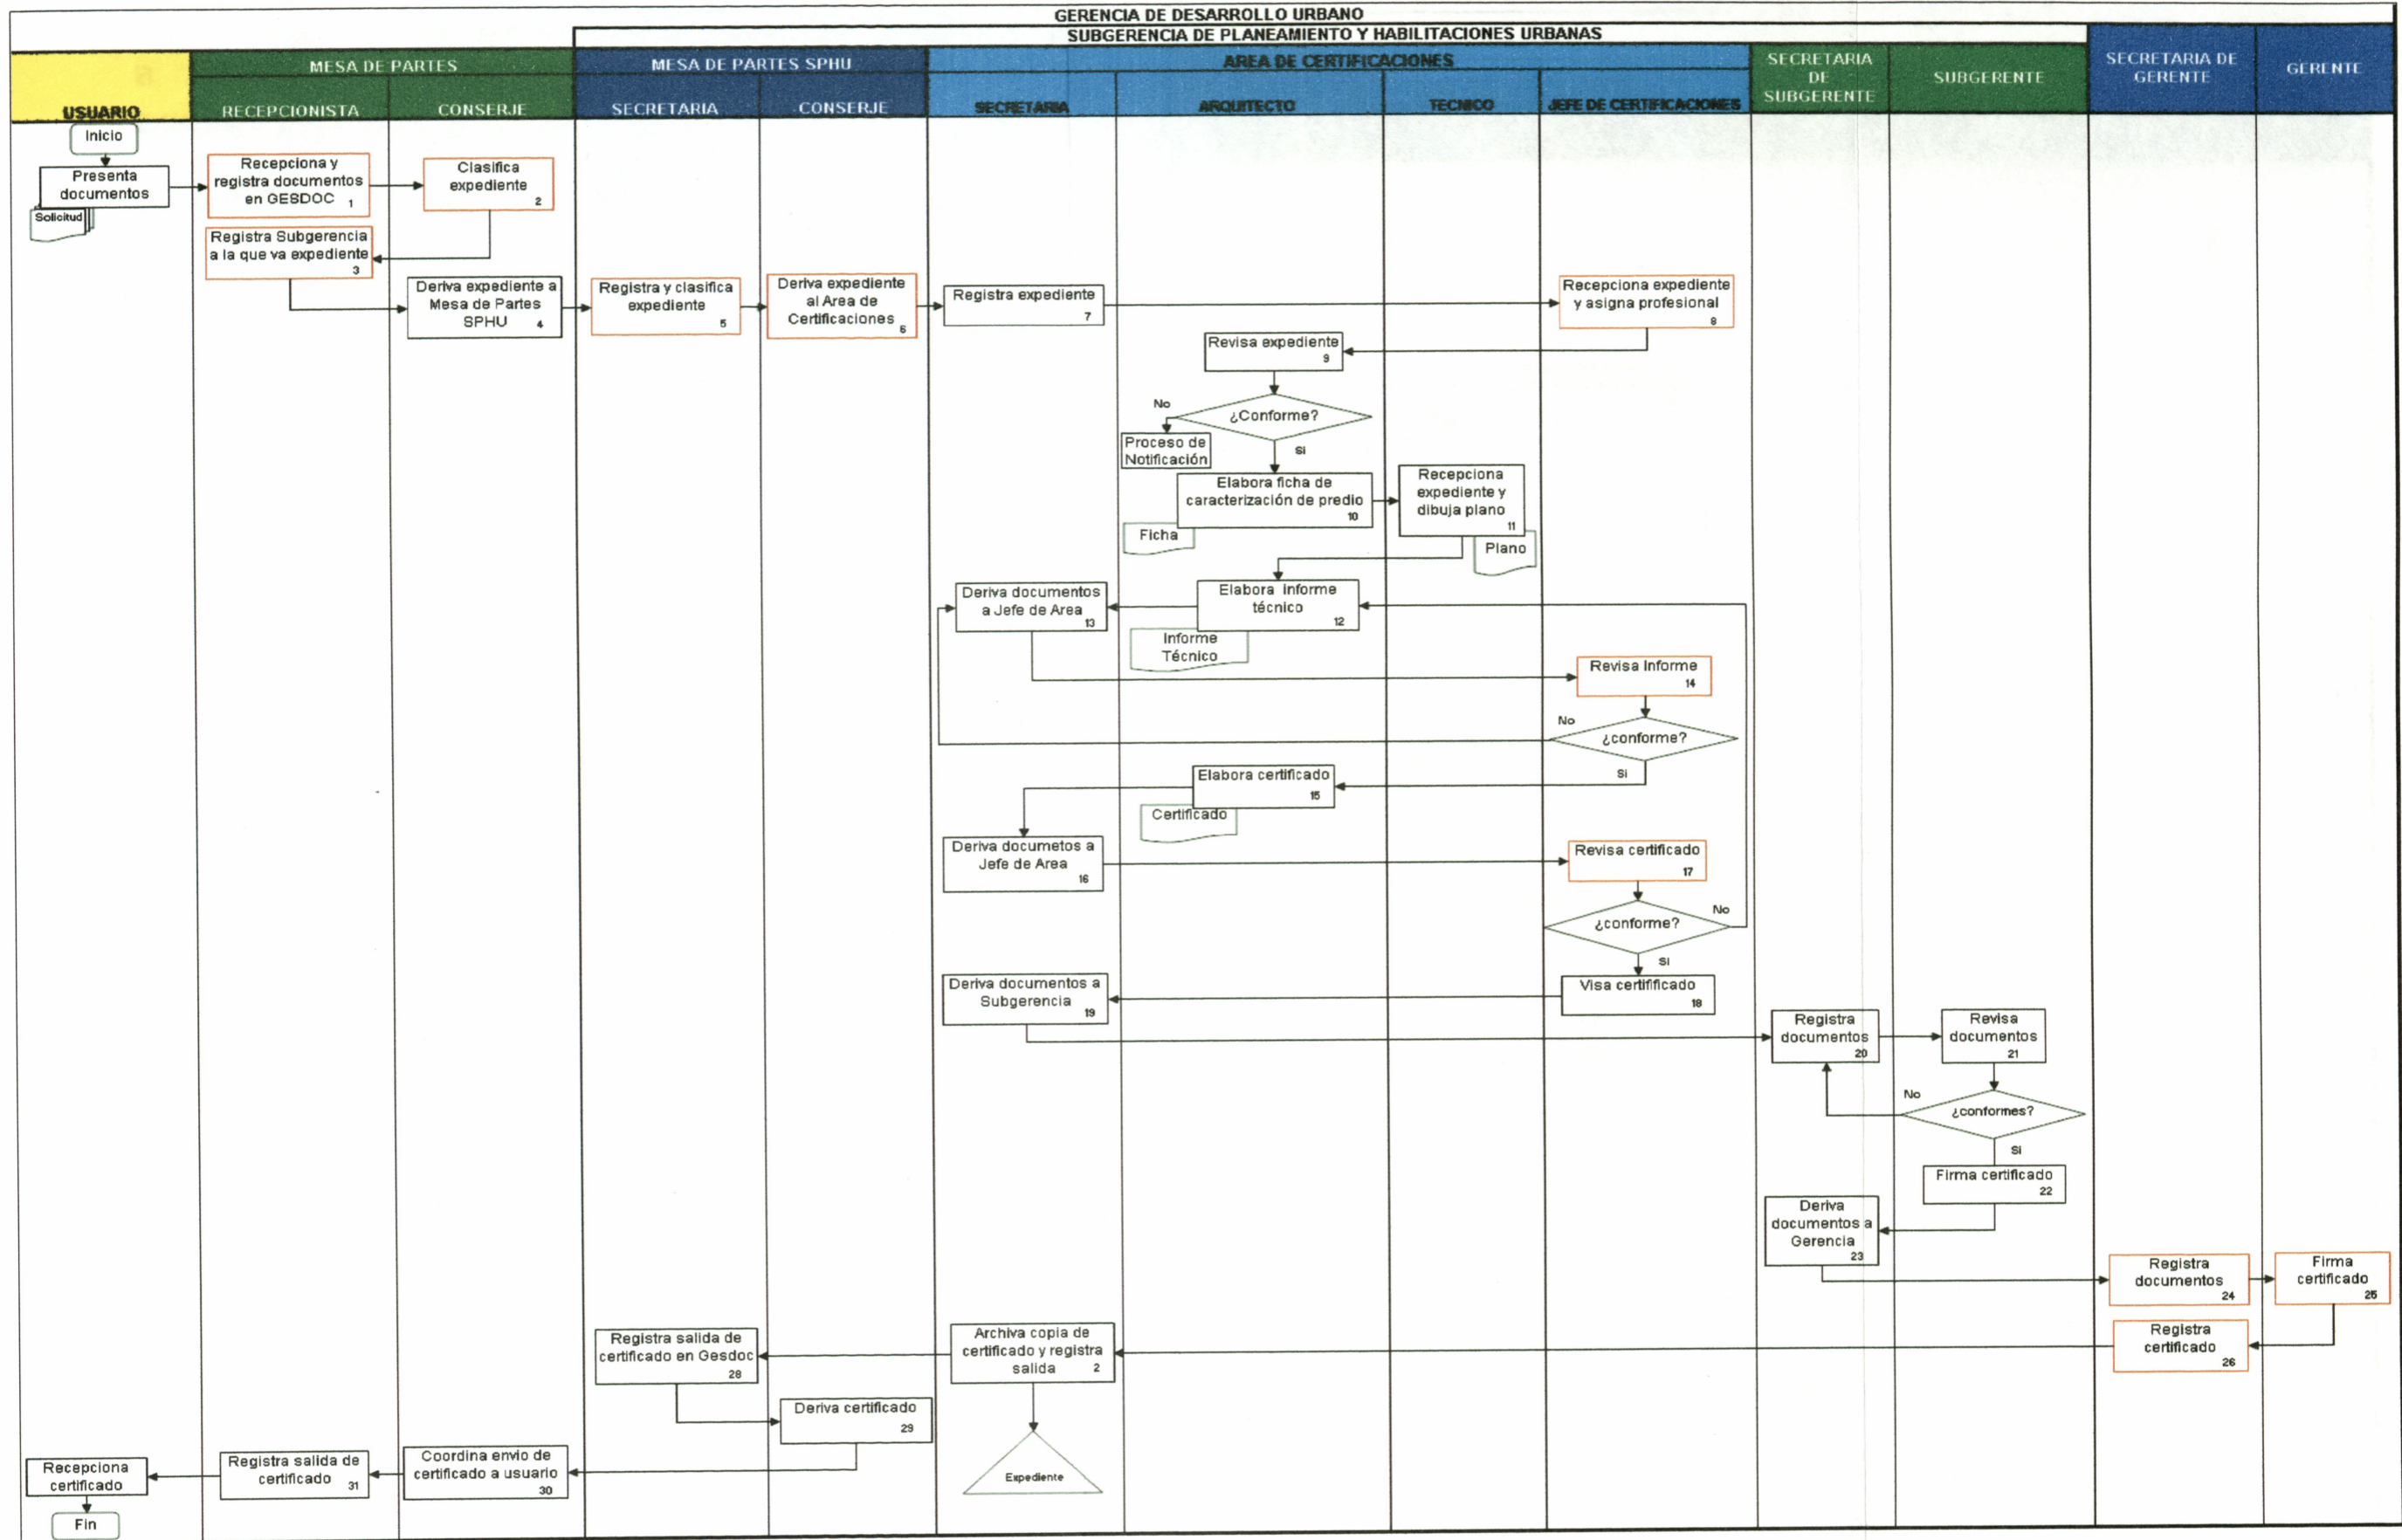 GERENCIA DE DESARROLLO URBANO
SUBGERENCIA DE PLANEAMIENTO Y HABILITACIONES URBANAS
USUARIO
MESA DE PARTES
RECEPCIONISTA
CONSERJE
MESA DE PARTES SPHU
SECRETARIA
CONSERJE
AREA DE CERTIFICACIONES
SECRETARIA
ARQUITECTO
TECNICO
JEFE DE CERTIFICACIONES
SECRETARIA
DE
SUBGERENTE
SUBGERENTE
SECRETARIA DE
GERENTE
GERENTE
Inicio
Presenta
documentos
Solicitud
Recepciona y
registra documentos
en GESDOC 1
Clasifica
expediente
2
Registra Subgerencia
a la que va expediente
3
Deriva expediente a
Mesa de Partes
SPHU 4
Registra y clasifica
expediente
5
Deriva expediente
al Area de
Certificaciones 6
Registra expediente
7
Recepciona expediente
y asigna profesional
8
Revisa expediente
9
¿Conforme?
No
Proceso de
Notificación
Si
Elabora ficha de
caracterización de predio
10
Ficha
Recepciona
expediente y
dibuja plano
11
Plano
Elabora Informe
técnico
12
Informe
Técnico
Deriva documentos
a Jefe de Area
13
Revisa Informe
14
No
¿conforme?
Si
Elabora certificado
15
Certificado
Deriva documetos a
Jefe de Area
16
Revisa certificado
17
¿conforme?
No
Si
Visa certifificado
18
Deriva documentos a
Subgerencia
19
Registra
documentos
20
Revisa
documentos
21
No
¿conformes?
Si
Firma certificado
22
Deriva
documentos a
Gerencia
23
Registra
documentos
24
Firma
certificado
25
Registra
certificado
26
Archiva copia de
certificado y registra
salida 2
Expediente
Registra salida de
certificado en Gesdoc
28
Deriva certificado
29
Coordina envio de
certificado a usuario
30
Registra salida de
certificado
31
Recepciona
certificado
Fin